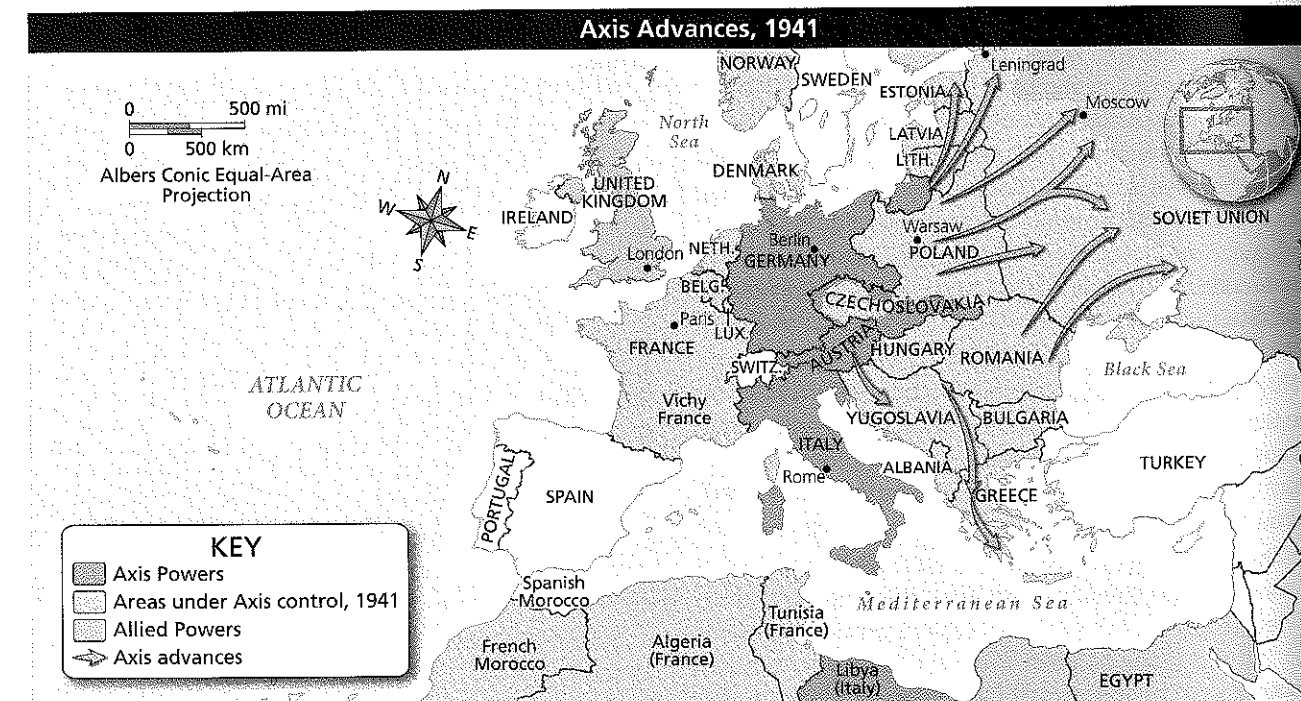 Axis Advances, 1941
NORWAY
SWEDEN
Leningrad
ESTONIA
Moscow
0 500 mi
0 500 km
Albers Conic Equal-Area
Projection
North
Sea
LATVIA
LITH.
DENMARK
N
W
E
S
UNITED
KINGDOM
IRELAND
SOVIET UNION
London
NETH.
Berlin
GERMANY
Warsaw
POLAND
BELG.
CZECHOSLOVAKIA
Paris
LUX.
FRANCE
AUSTRIA
HUNGARY
ROMANIA
SWITZ.
Black Sea
ATLANTIC
OCEAN
Vichy
France
YUGOSLAVIA
BULGARIA
ITALY
Rome
ALBANIA
GREECE
TURKEY
PORTUGAL
SPAIN
KEY
Axis Powers
Areas under Axis control, 1941
Allied Powers
Axis advances
Spanish
Morocco
French
Morocco
Algeria
(France)
Tunisia
(France)
Mediterranean Sea
Libya
(Italy)
EGYPT